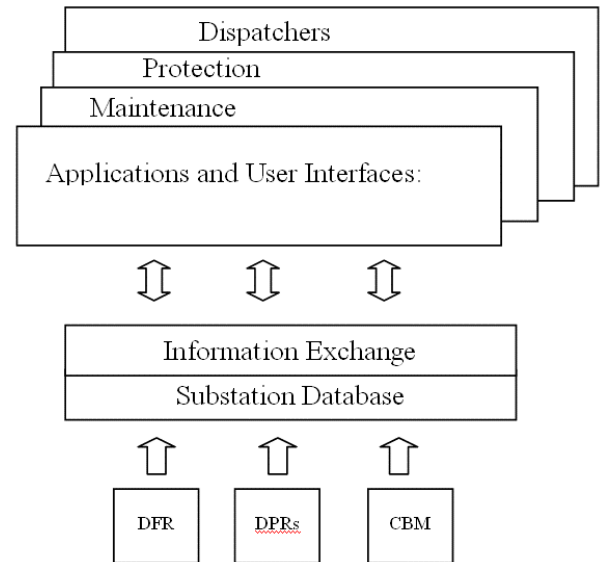 Dispatchers
Protection
Maintenance
Applications and User Interfaces:
Information Exchange
Substation Database
DFR
DPRs
CBM